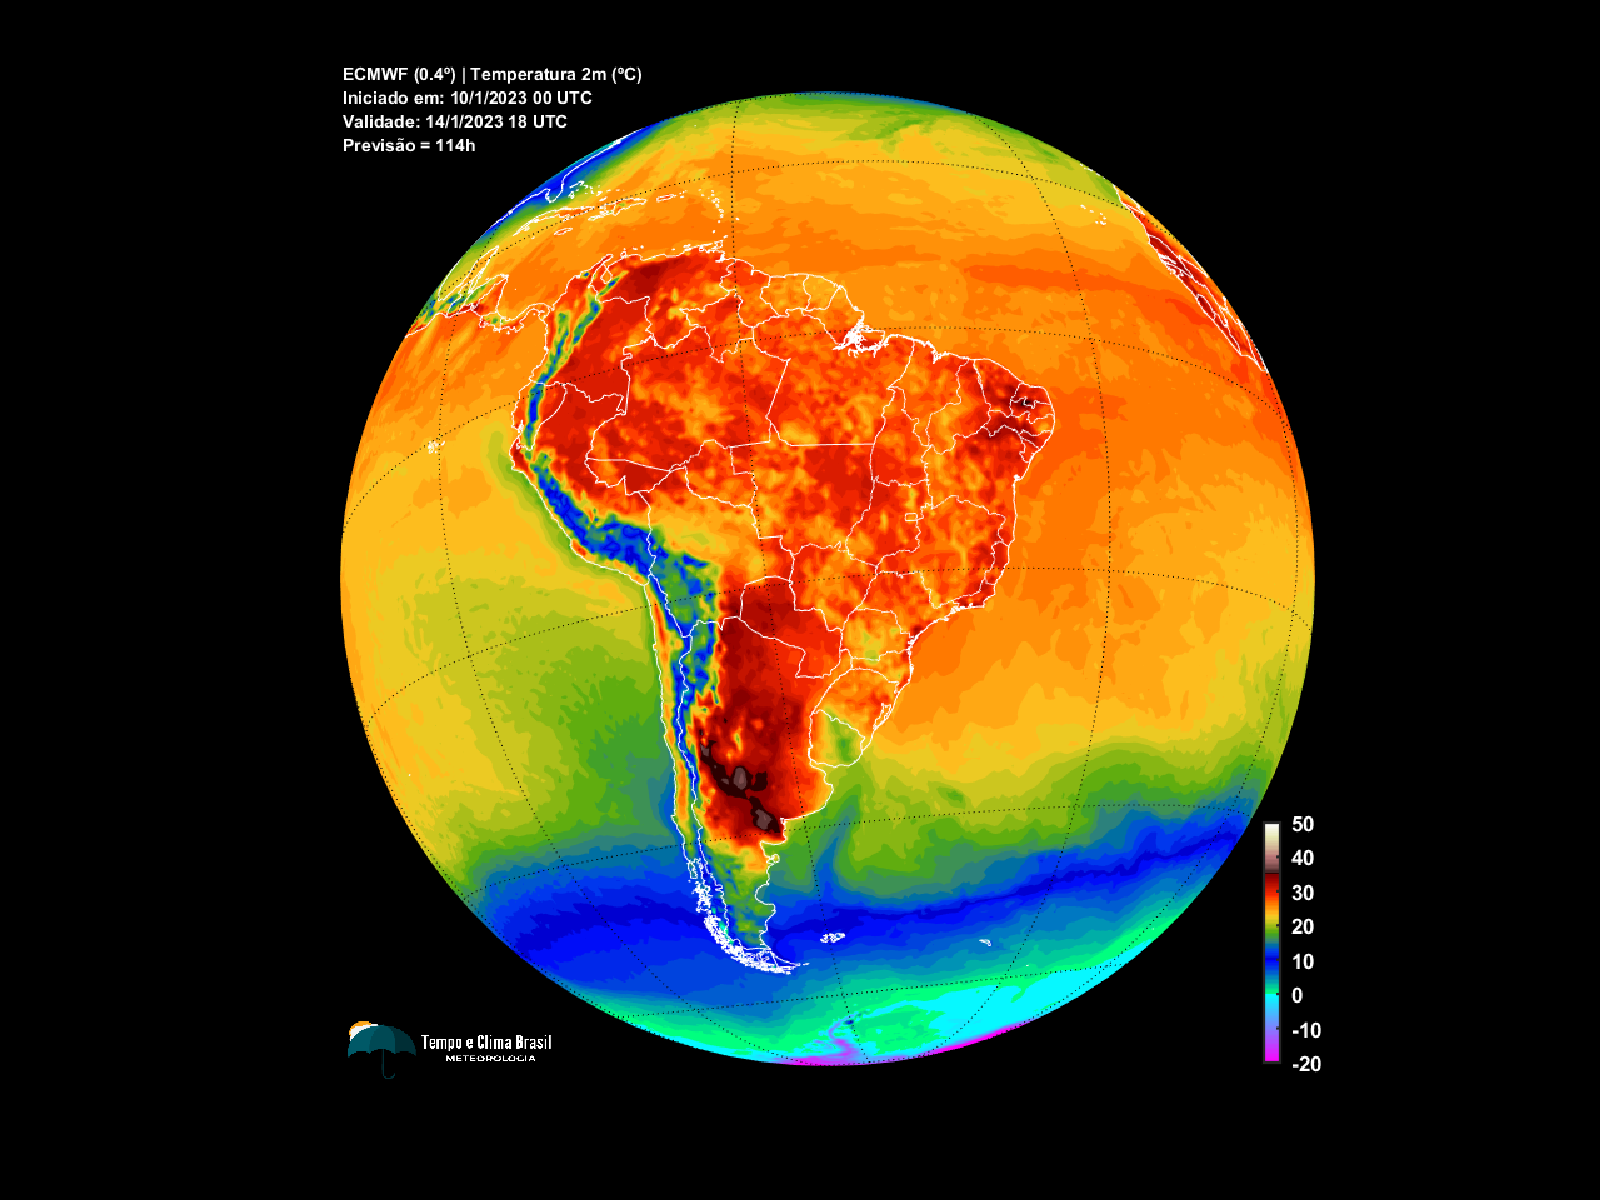 ECMWF (0.4º) | Temperatura 2m (ºC)
Iniciado em: 10/1/2023 00 UTC
Validade: 14/1/2023 18 UTC
Previsão = 114h
50
40
30
20
10
0
-10
-20
Tempo e Clima Brasil
METEOROLOGIA